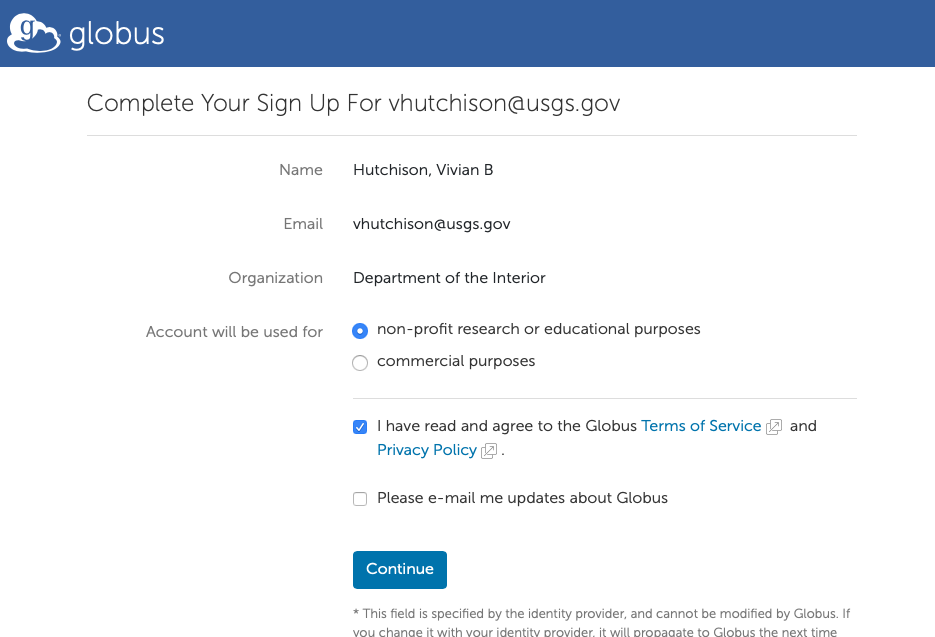 globus
Complete Your Sign Up For vhutchison@usgs.gov
Name Hutchison, Vivian B
Email vhutchison@usgs.gov
Organization Department of the Interior
Account will be used for non-profit research or educational purposes
commercial purposes
I have read and agree to the Globus Terms of Service and
Privacy Policy .
Please e-mail me updates about Globus
Continue
* This field is specified by the identity provider, and cannot be modified by Globus. If
you change it with your identity provider, it will propagate to Globus the next time